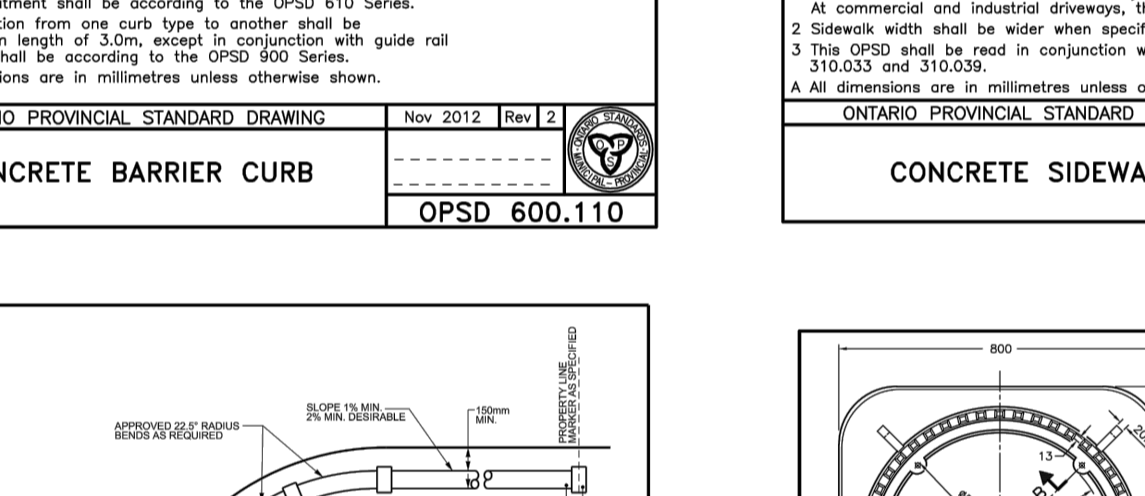 tment shall be according to the OPSD 610 Series.
tion from one curb type to another shall be
n length of 3.0m, except in conjunction with guide rail
hall be according to the OPSD 900 Series.
ions are in millimetres unless otherwise shown.
IO PROVINCIAL STANDARD DRAWING
Nov 2012 Rev 2
NCRETE BARRIER CURB
ONTARIO STANDARDS
MUNICIPAL - PROVINCIAL
O P S
OPSD 600.110
At commercial and industrial driveways, th
2 Sidewalk width shall be wider when specif
3 This OPSD shall be read in conjunction w
310.033 and 310.039.
A All dimensions are in millimetres unless o
ONTARIO PROVINCIAL STANDARD
CONCRETE SIDEWA
APPROVED 22.5° RADIUS
BENDS AS REQUIRED
SLOPE 1% MIN.
2% MIN. DESIRABLE
150mm
MIN.
PROPERTY LINE
MARKER AS SPECIFIED
800
13
20
B